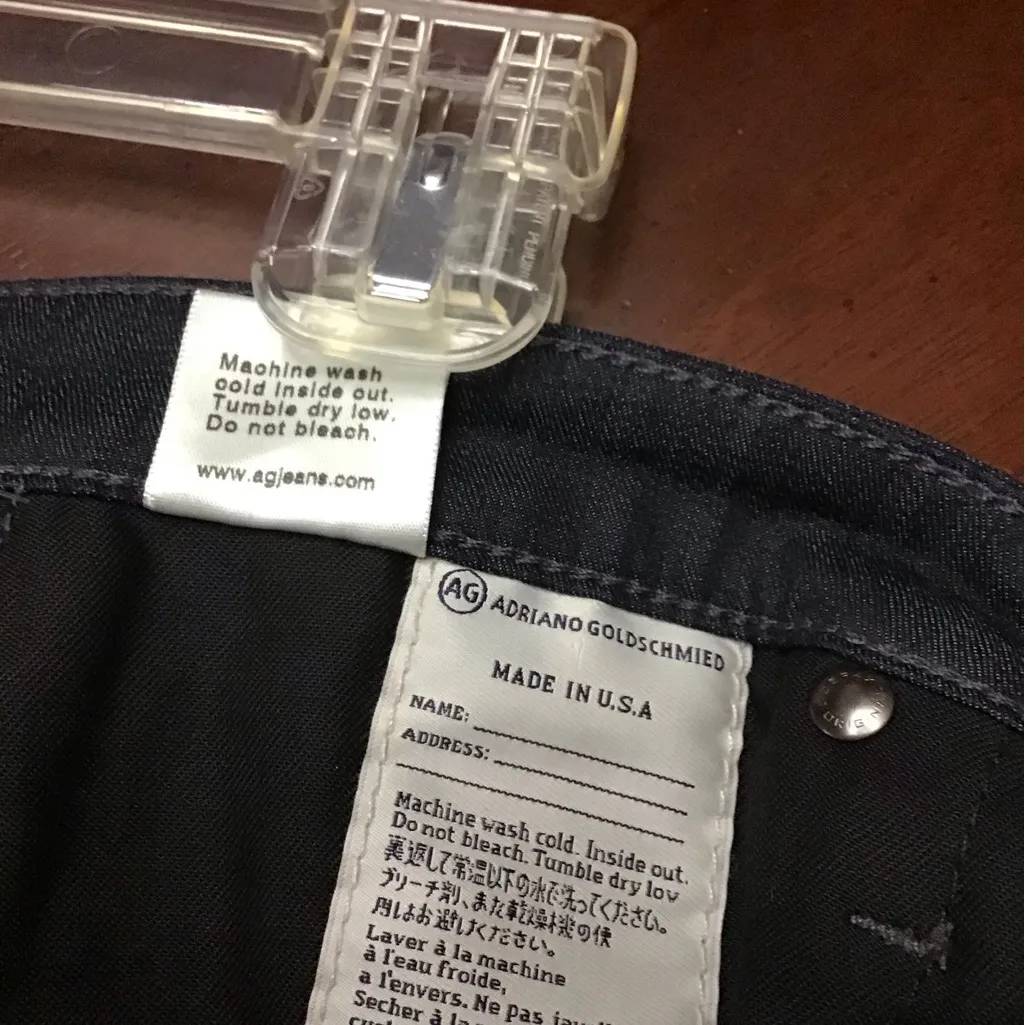 Machine wash
cold inside out.
Tumble dry low.
Do not bleach.
www.agjeans.com
AG ADRIANO GOLDSCHMIED
MADE IN U.S.A
NAME:
ADDRESS:
Machine wash cold. Inside out.
Do not bleach. Tumble dry low
裏返して常温以下の水で洗ってください。
ブリーチ剤、また乾燥機の使
用はお避けください。
Laver à la machine
à l'eau froide,
a l'envers. Ne pas
Secher à la